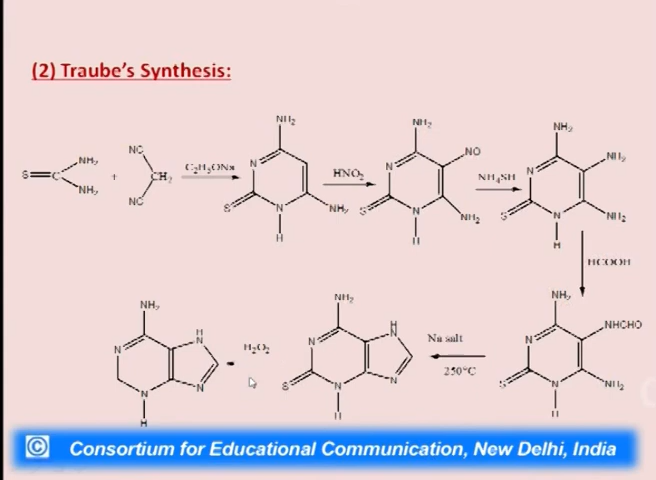 (2) Traube's Synthesis:
NH₂ NH₂ NH₂
NC NO NH₂
S C NH₂ + CH₂ C₂H₅ONa N HNO₂ N NH₄SH N
NH₂ NC S N NH₂ S N NH₂ S N NH₂
H H H
HCOOH
NH₂ NH₂ NH₂
N H N H₂O₂ N H N Na salt N NHCHO
N N S N N 250°C S N NH₂
H H H
© Consortium for Educational Communication, New Delhi, India